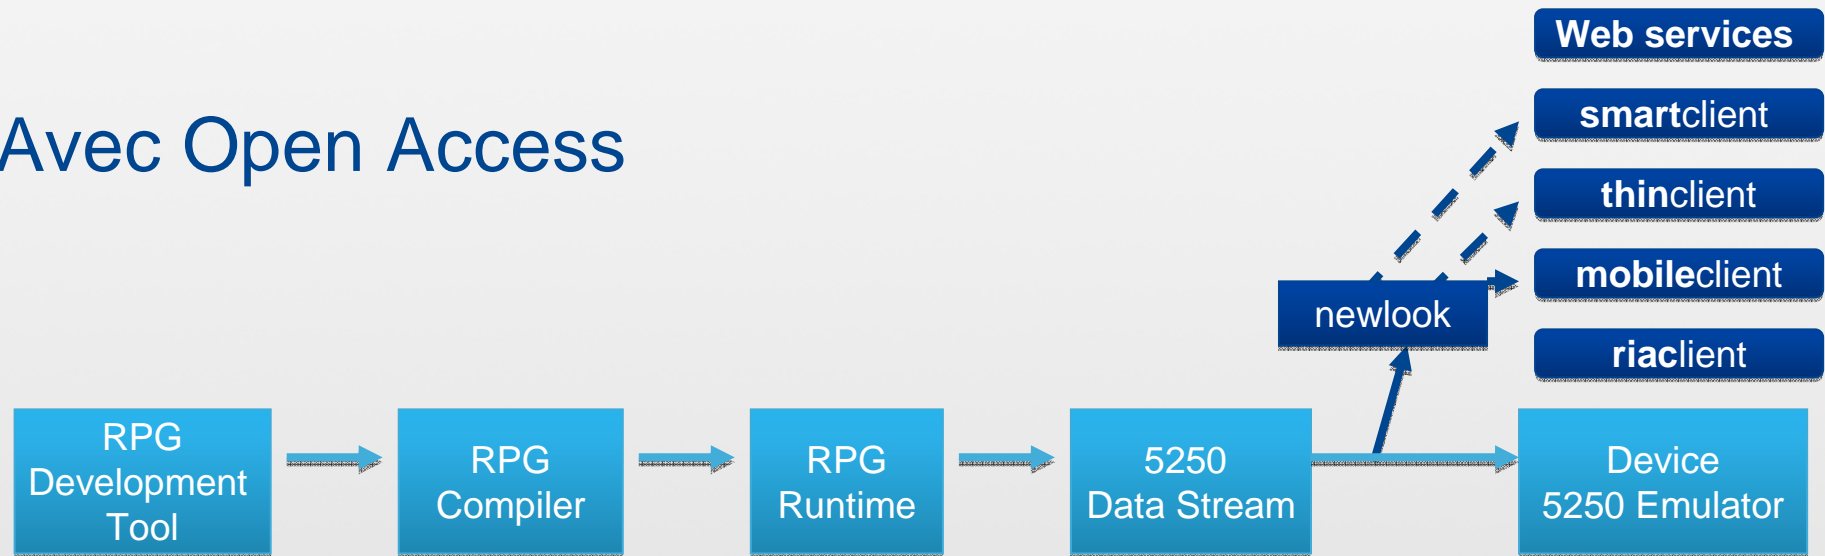 Web services
Avec Open Access
smartclient
thinclient
mobileclient
newlook
riaclient
RPG
Development
Tool
RPG
Compiler
RPG
Runtime
5250
Data Stream
Device
5250 Emulator